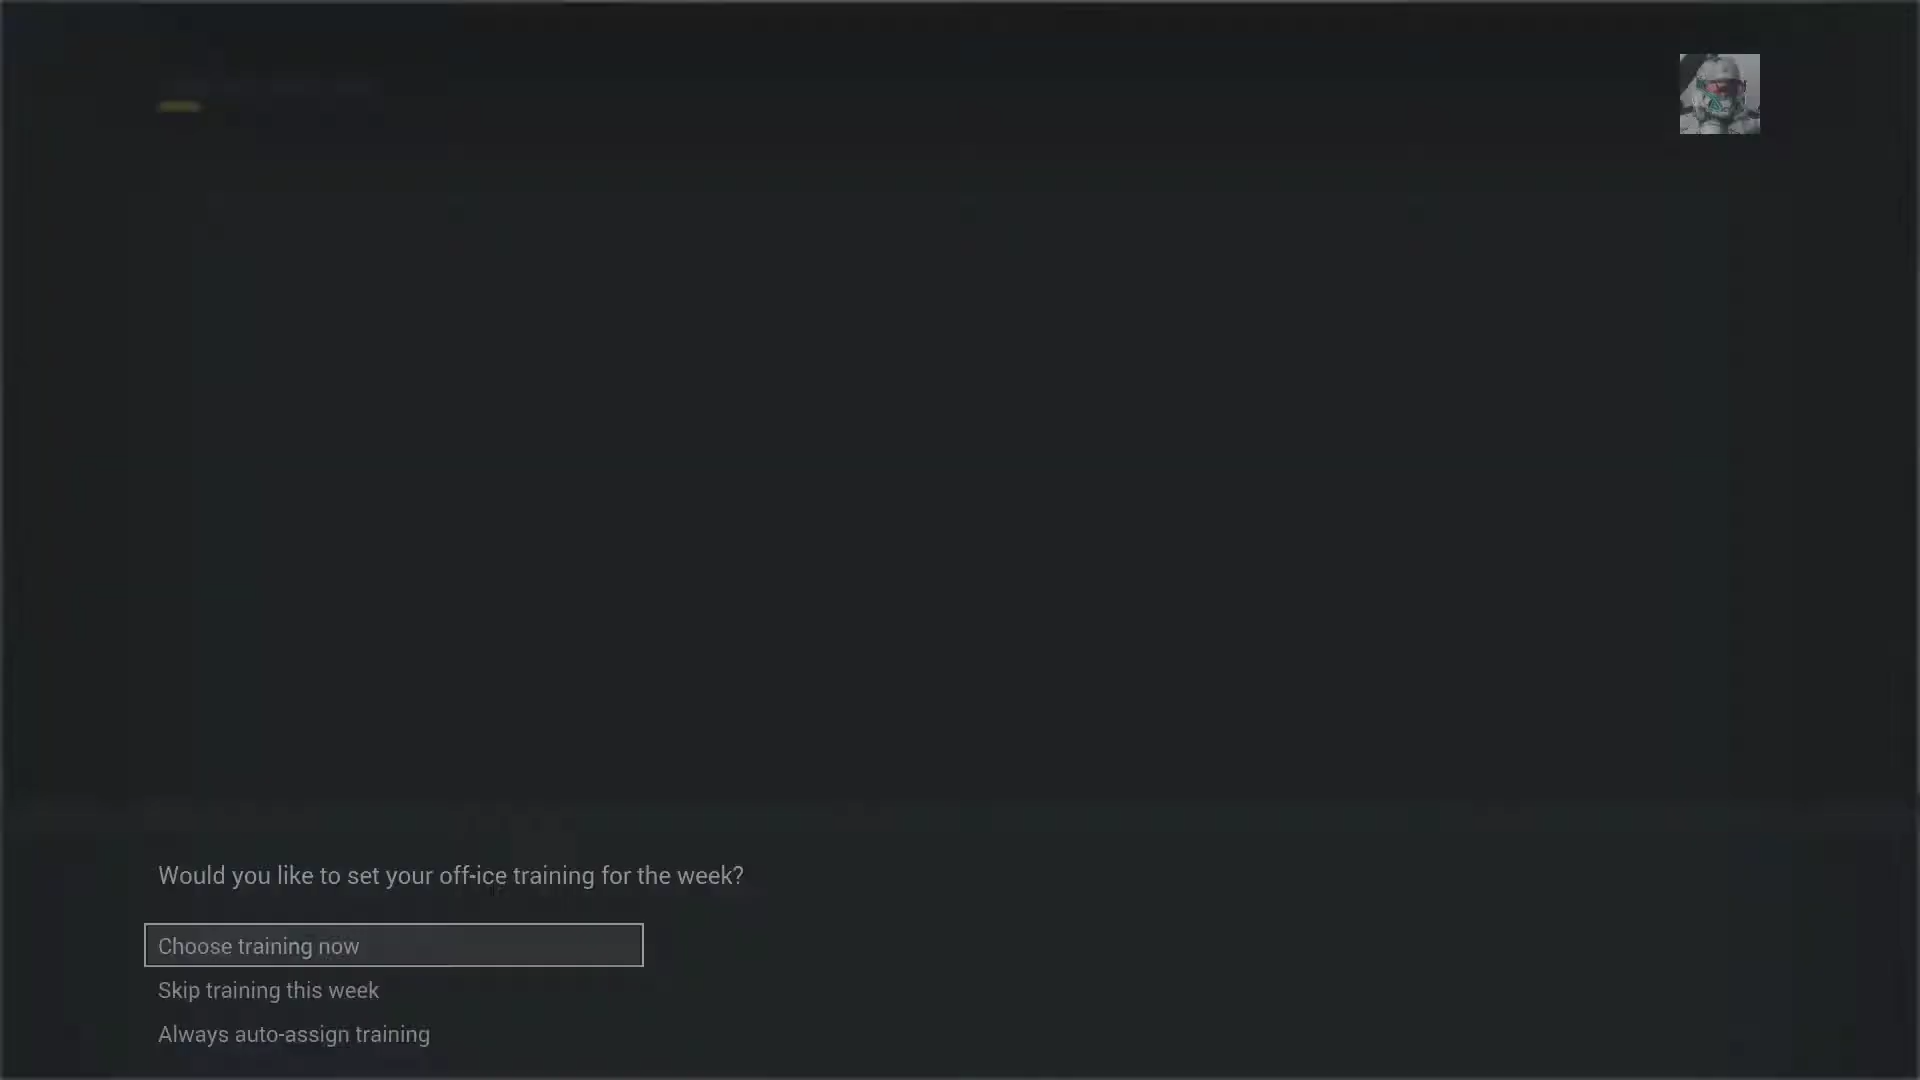 Would you like to set your off-ice training for the week?
Choose training now
Skip training this week
Always auto-assign training